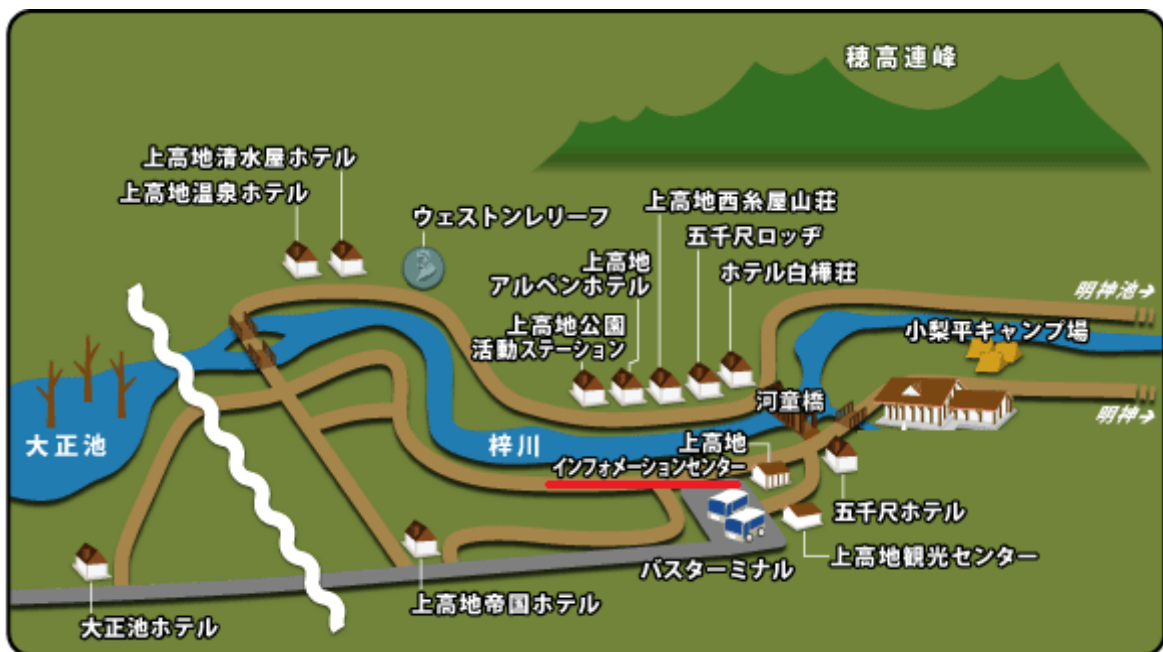 穂高連峰
上高地清水屋ホテル
上高地温泉ホテル
ウェストンレリーフ
上高地西糸屋山荘
五千尺ロッヂ
上高地
アルペンホテル
ホテル白樺荘
上高地公園
活動ステーション
明神池→
小梨平キャンプ場
河童橋
明神→
大正池
梓川
上高地
インフォメーションセンター
五千尺ホテル
上高地観光センター
バスターミナル
上高地帝国ホテル
大正池ホテル